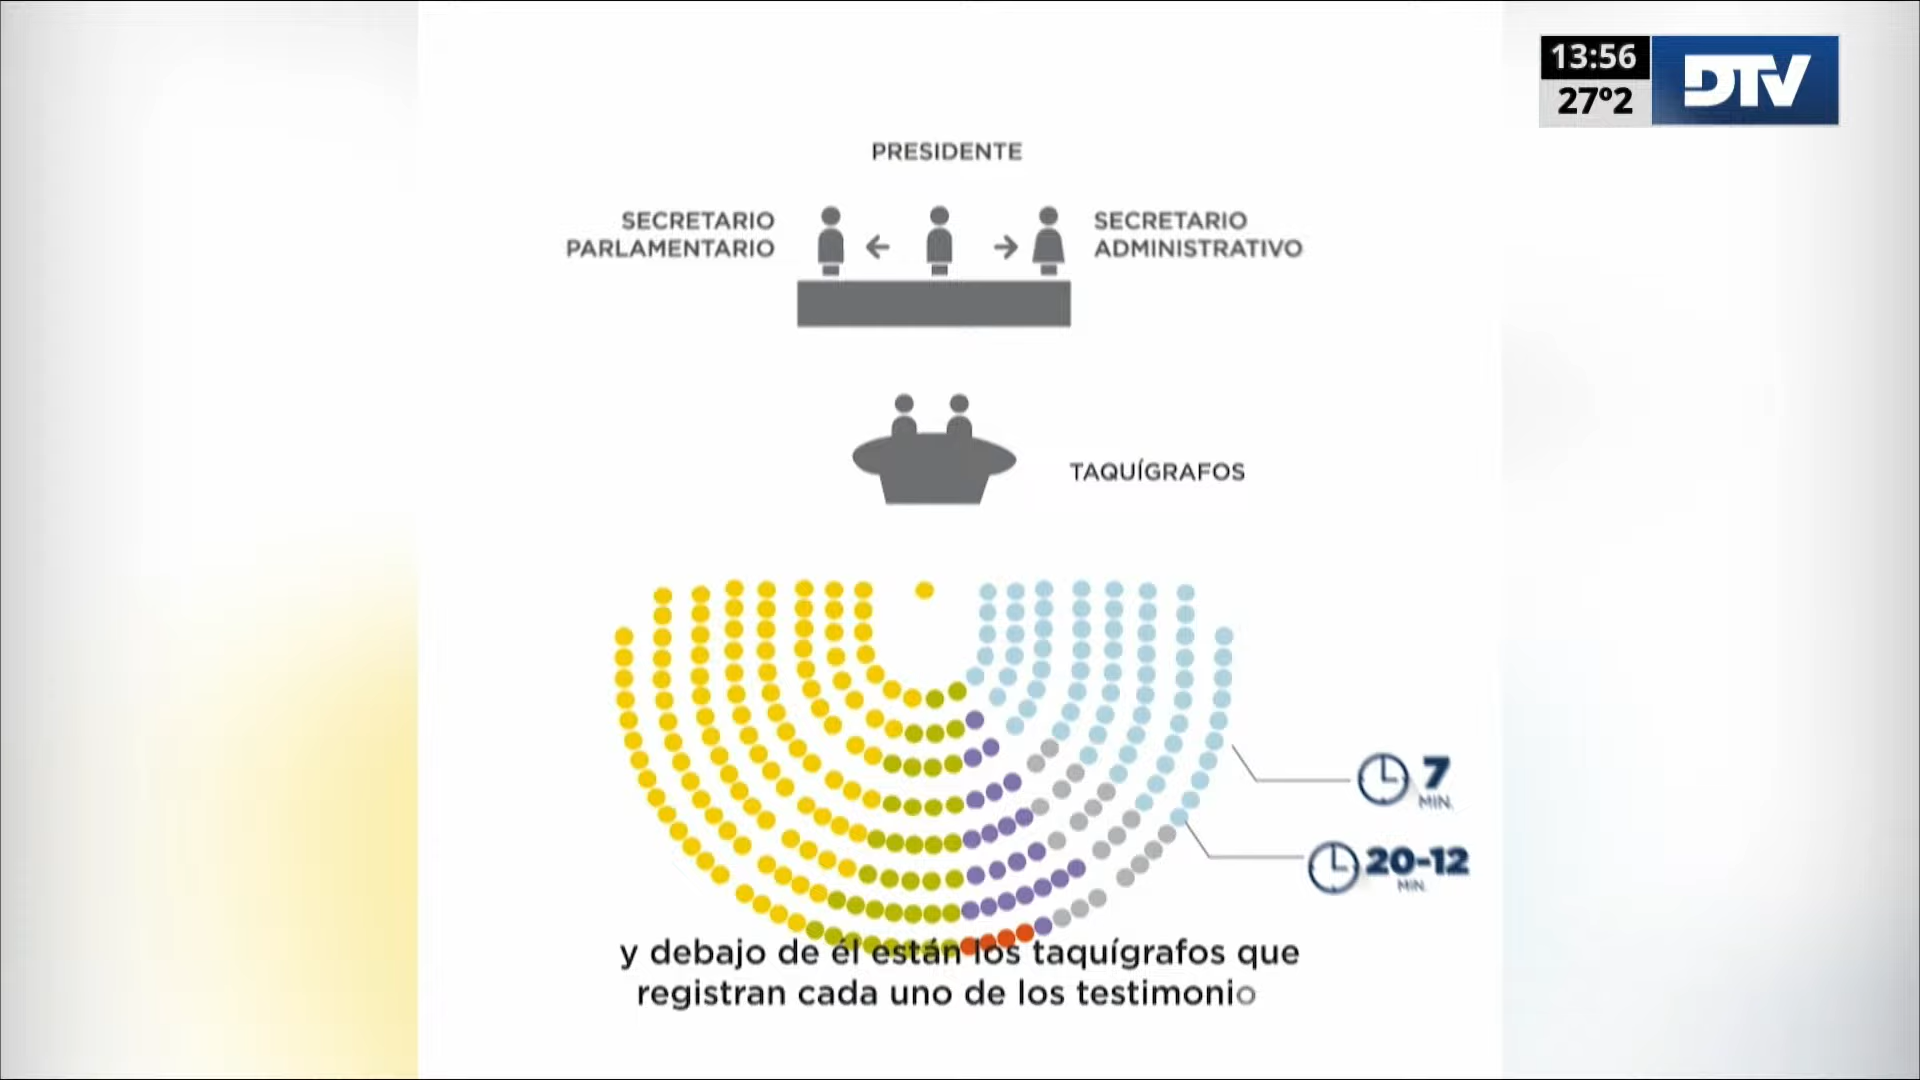 13:56
27º2
DTV
PRESIDENTE
SECRETARIO
PARLAMENTARIO
SECRETARIO
ADMINISTRATIVO
TAQUÍGRAFOS
7
MIN.
20-12
MIN.
y debajo de él están los taquígrafos que
registran cada uno de los testimonio